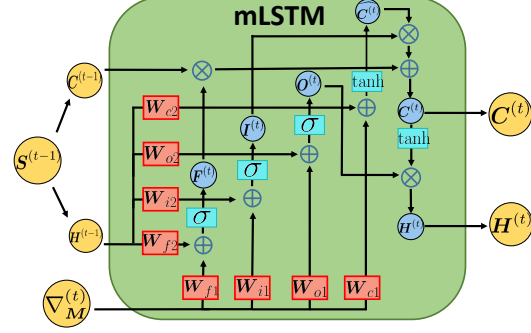 mLSTM
C^(t)
C^(t-1)
tanh
O^(t)
W_c2
I^(t)
σ
C^(t)
C^(t)
W_o2
tanh
S^(t-1)
σ
F^(t)
W_i2
σ
H^(t-1)
W_f2
H^(t)
H^(t)
W_f1 W_i1 W_o1 W_c1
∇_M^(t)